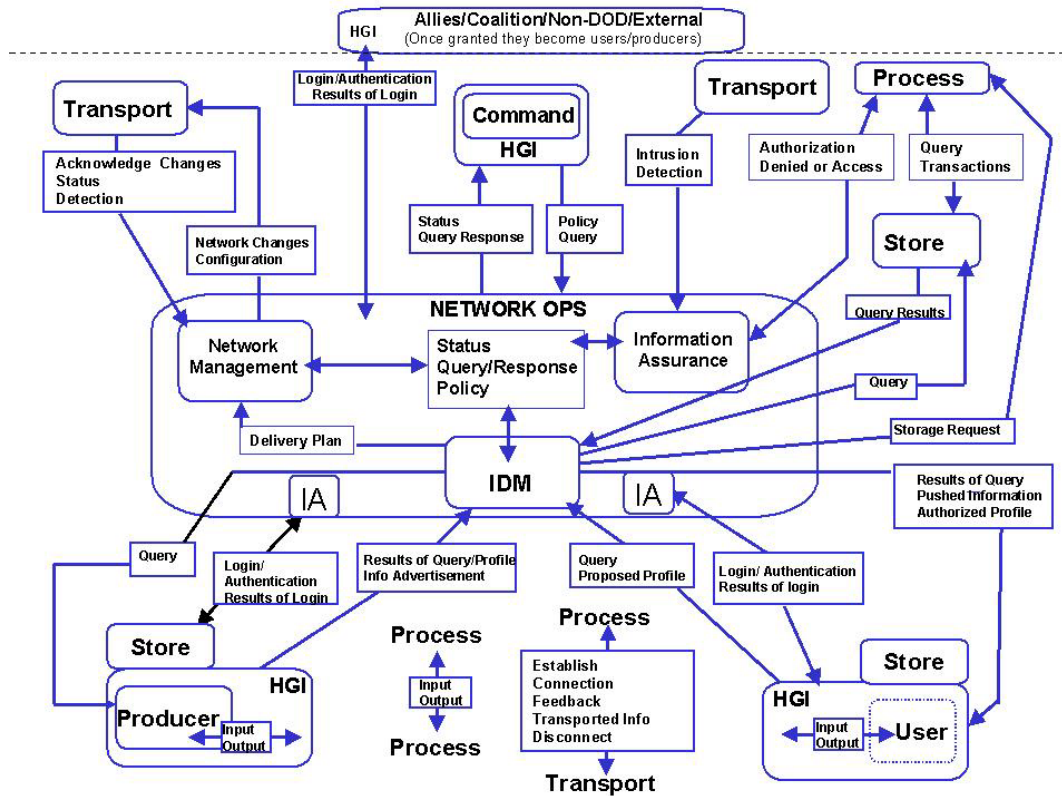 Allies/Coalition/Non-DOD/External
HGI
(Once granted they become users/producers)
Transport
Login/Authentication
Results of Login
Command
HGI
Transport
Process
Acknowledge Changes
Status
Detection
Intrusion
Detection
Authorization
Denied or Access
Query
Transactions
Network Changes
Configuration
Status
Query Response
Policy
Query
Store
NETWORK OPS
Query Results
Network
Management
Status
Query/Response
Policy
Information
Assurance
Query
Delivery Plan
Storage Request
IDM
IA
IA
Results of Query
Pushed Information
Authorized Profile
Query
Login/
Authentication
Results of Login
Results of Query/Profile
Info Advertisement
Query
Proposed Profile
Login/ Authentication
Results of login
Store
Process
Process
Store
HGI
Establish
Connection
Feedback
Transported Info
Disconnect
HGI
Producer
Input
Output
Input
Output
Input
Output
User
Process
Transport